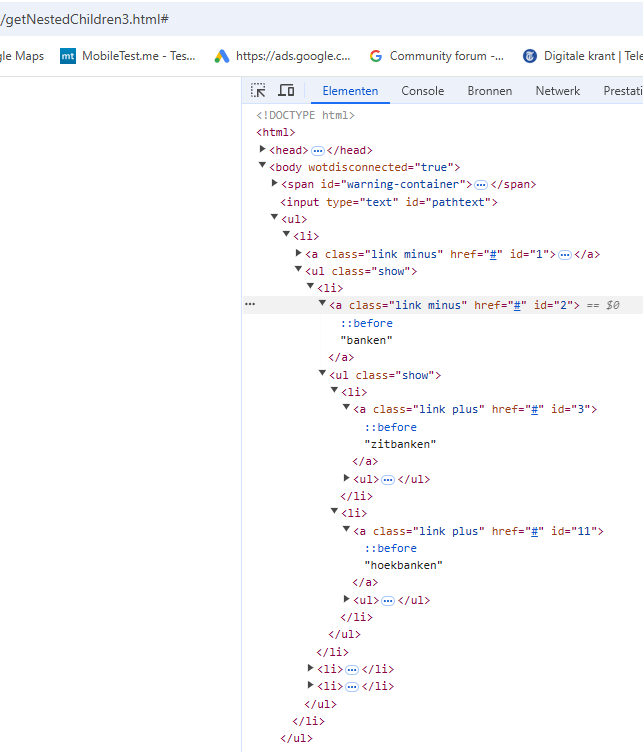 /getNestedChildren3.html#
gle Maps mt MobileTest.me - Tes... https://ads.google.c... G Community forum -... Digitale krant | Tele
Elementen Console Bronnen Netwerk Prestati
<!DOCTYPE html>
<html>
<head> ··· </head>
<body wotdisconnected="true">
<span id="warning-container"> ··· </span>
<input type="text" id="pathtext">
<ul>
<li>
<a class="link minus" href="#" id="1"> ··· </a>
<ul class="show">
<li>
··· <a class="link minus" href="#" id="2"> == $0
::before
"banken"
</a>
<ul class="show">
<li>
<a class="link plus" href="#" id="3">
::before
"zitbanken"
</a>
<ul> ··· </ul>
</li>
<li>
<a class="link plus" href="#" id="11">
::before
"hoekbanken"
</a>
<ul> ··· </ul>
</li>
</ul>
</li>
<li> ··· </li>
<li> ··· </li>
</ul>
</li>
</ul>